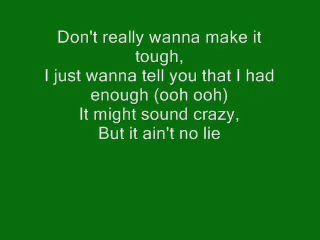 Don't really wanna make it
tough,
I just wanna tell you that I had
enough (ooh ooh)
It might sound crazy,
But it ain't no lie